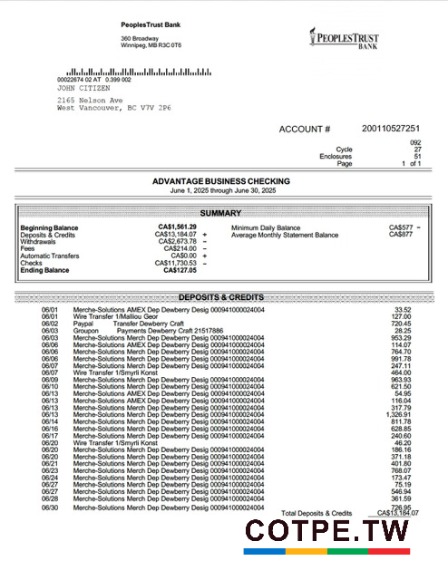 PeoplesTrust Bank
360 Broadway
Winnipeg, MB R3C 0T6
PEOPLESTRUST
BANK
00022674 02 AT 0.399 002
JOHN CITIZEN
2165 Nelson Ave
West Vancouver, BC V7V 2P6
ACCOUNT # 200110527251
092
Cycle 27
Enclosures 51
Page 1 of 1
ADVANTAGE BUSINESS CHECKING
June 1, 2025 through June 30, 2025
SUMMARY
Beginning Balance CA$1,561.29 Minimum Daily Balance CA$577 -
Deposits & Credits CA$13,184.07 + Average Monthly Statement Balance CA$877
Withdrawals CA$2,673.78 -
Fees CA$214.00 -
Automatic Transfers CA$0.00 +
Checks CA$11,730.53 -
Ending Balance CA$127.05
DEPOSITS & CREDITS
06/01 Merche-Solutions AMEX Dep Dewberry Desig 000941000024004 33.52
06/01 Wire Transfer 1/Malliou Geor 127.00
06/02 Paypal Transfer Dewberry Craft 720.45
06/03 Groupon Payments Dewberry Craft 21517886 28.25
06/03 Merche-Solutions Merch Dep Dewberry Desig 000941000024004 953.29
06/06 Merche-Solutions AMEX Dep Dewberry Desig 000941000024004 114.07
06/06 Merche-Solutions Merch Dep Dewberry Desig 000941000024004 764.70
06/06 Merche-Solutions Merch Dep Dewberry Desig 000941000024004 991.78
06/07 Merche-Solutions Merch Dep Dewberry Desig 000941000024004 247.11
06/07 Wire Transfer 1/Smyrli Konst 464.00
06/09 Merche-Solutions Merch Dep Dewberry Desig 000941000024004 963.93
06/10 Merche-Solutions Merch Dep Dewberry Desig 000941000024004 621.50
06/13 Merche-Solutions AMEX Dep Dewberry Desig 000941000024004 54.95
06/13 Merche-Solutions AMEX Dep Dewberry Desig 000941000024004 116.04
06/13 Merche-Solutions Merch Dep Dewberry Desig 000941000024004 317.79
06/13 Merche-Solutions Merch Dep Dewberry Desig 000941000024004 1,326.91
06/14 Merche-Solutions Merch Dep Dewberry Desig 000941000024004 811.78
06/16 Merche-Solutions Merch Dep Dewberry Desig 000941000024004 628.85
06/17 Merche-Solutions Merch Dep Dewberry Desig 000941000024004 240.60
06/20 Wire Transfer 1/Smyrli Konst 46.20
06/20 Merche-Solutions Merch Dep Dewberry Desig 000941000024004 186.16
06/20 Merche-Solutions Merch Dep Dewberry Desig 000941000024004 371.18
06/21 Merche-Solutions Merch Dep Dewberry Desig 000941000024004 401.80
06/23 Merche-Solutions Merch Dep Dewberry Desig 000941000024004 768.07
06/24 Merche-Solutions Merch Dep Dewberry Desig 000941000024004 173.47
06/27 Merche-Solutions Merch Dep Dewberry Desig 000941000024004 75.19
06/27 Merche-Solutions Merch Dep Dewberry Desig 000941000024004 546.94
06/28 Merche-Solutions Merch Dep Dewberry Desig 000941000024004 361.59
06/30 Merche-Solutions Merch Dep Dewberry Desig 000941000024004 726.95
Total Deposits & Credits CA$13,184.07
COTPE.TW